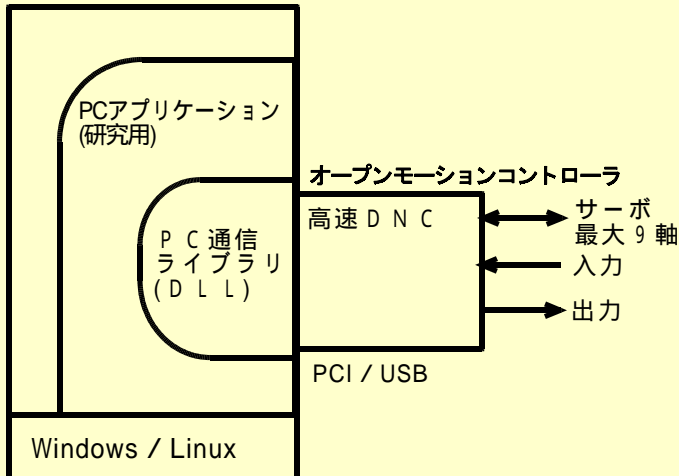 PCアプリケーション
(研究用)
オープンモーションコントローラ
高速DNC
サーボ
最大9軸
入力
出力
PC通信
ライブラリ
(DLL)
PCI / USB
Windows / Linux